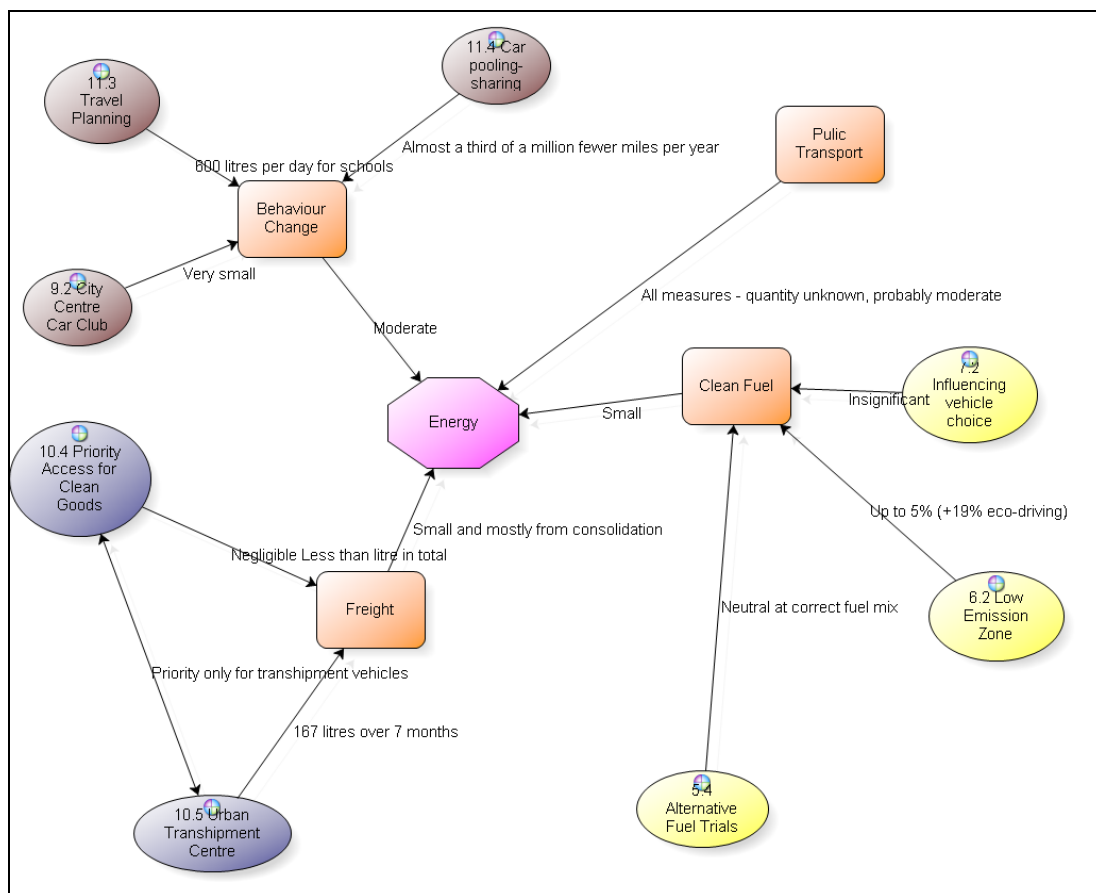 11.3
Travel
Planning
11.4 Car
pooling-
sharing
Pulic
Transport
600 litres per day for schools
Almost a third of a million fewer miles per year
Behaviour
Change
Very small
9.2 City
Centre
Car Club
All measures - quantity unknown, probably moderate
Moderate
7.2
Influencing
vehicle
choice
Clean Fuel
Insignificant
Small
Energy
10.4 Priority
Access for
Clean
Goods
Up to 5% (+19% eco-driving)
Small and mostly from consolidation
Negligible Less than litre in total
Freight
Neutral at correct fuel mix
6.2 Low
Emission
Zone
Priority only for transhipment vehicles
167 litres over 7 months
10.5 Urban
Transhipment
Centre
5.4
Alternative
Fuel Trials